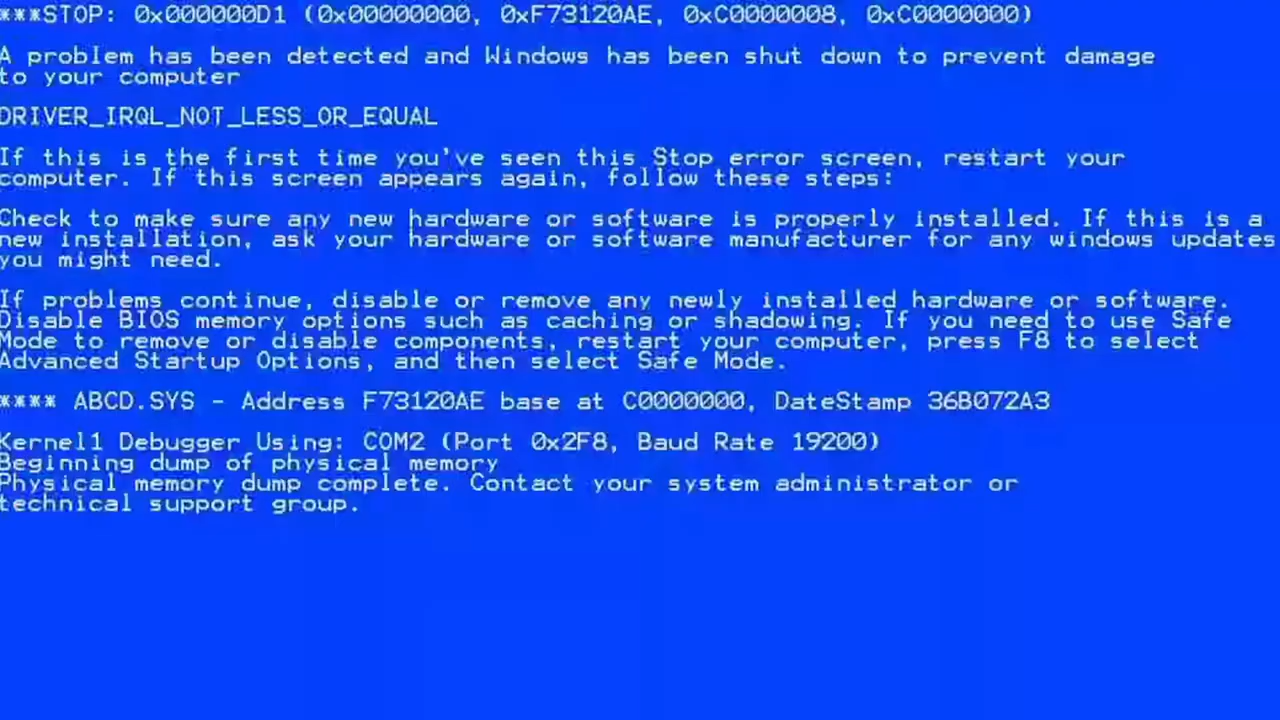 ***STOP: 0x000000D1 (0x00000000, 0xF73120AE, 0xC0000008, 0xC0000000)
A problem has been detected and Windows has been shut down to prevent damage
to your computer
DRIVER_IRQL_NOT_LESS_OR_EQUAL
If this is the first time you've seen this Stop error screen, restart your
computer. If this screen appears again, follow these steps:
Check to make sure any new hardware or software is properly installed. If this is a
new installation, ask your hardware or software manufacturer for any windows updates
you might need.
If problems continue, disable or remove any newly installed hardware or software.
Disable BIOS memory options such as caching or shadowing. If you need to use Safe
Mode to remove or disable components, restart your computer, press F8 to select
Advanced Startup Options, and then select Safe Mode.
**** ABCD.SYS - Address F73120AE base at C0000000, DateStamp 36B072A3
Kernel1 Debugger Using: COM2 (Port 0x2F8, Baud Rate 19200)
Beginning dump of physical memory
Physical memory dump complete. Contact your system administrator or
technical support group.